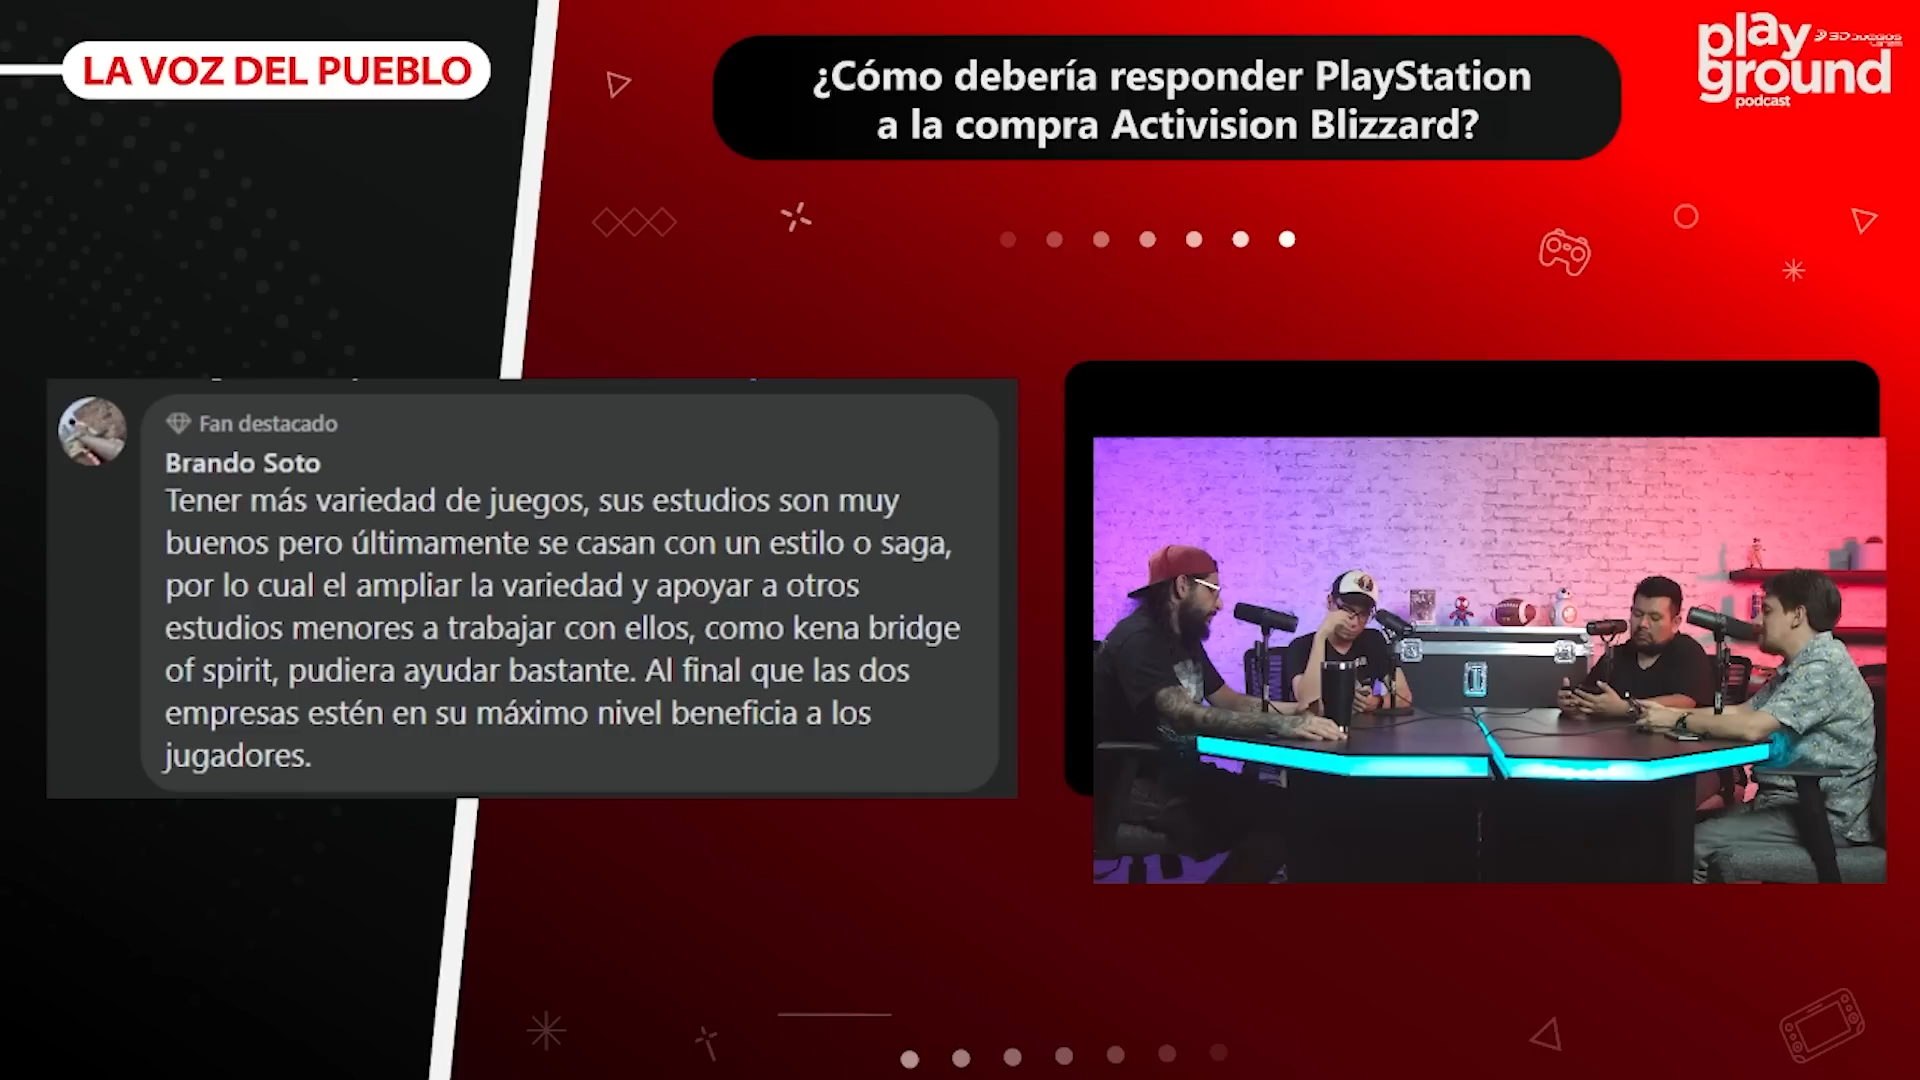 LA VOZ DEL PUEBLO
¿Cómo debería responder PlayStation
a la compra Activision Blizzard?
play
ground
podcast
3DJUEGOS
Fan destacado
Brando Soto
Tener más variedad de juegos, sus estudios son muy
buenos pero últimamente se casan con un estilo o saga,
por lo cual el ampliar la variedad y apoyar a otros
estudios menores a trabajar con ellos, como kena bridge
of spirit, pudiera ayudar bastante. Al final que las dos
empresas estén en su máximo nivel beneficia a los
jugadores.